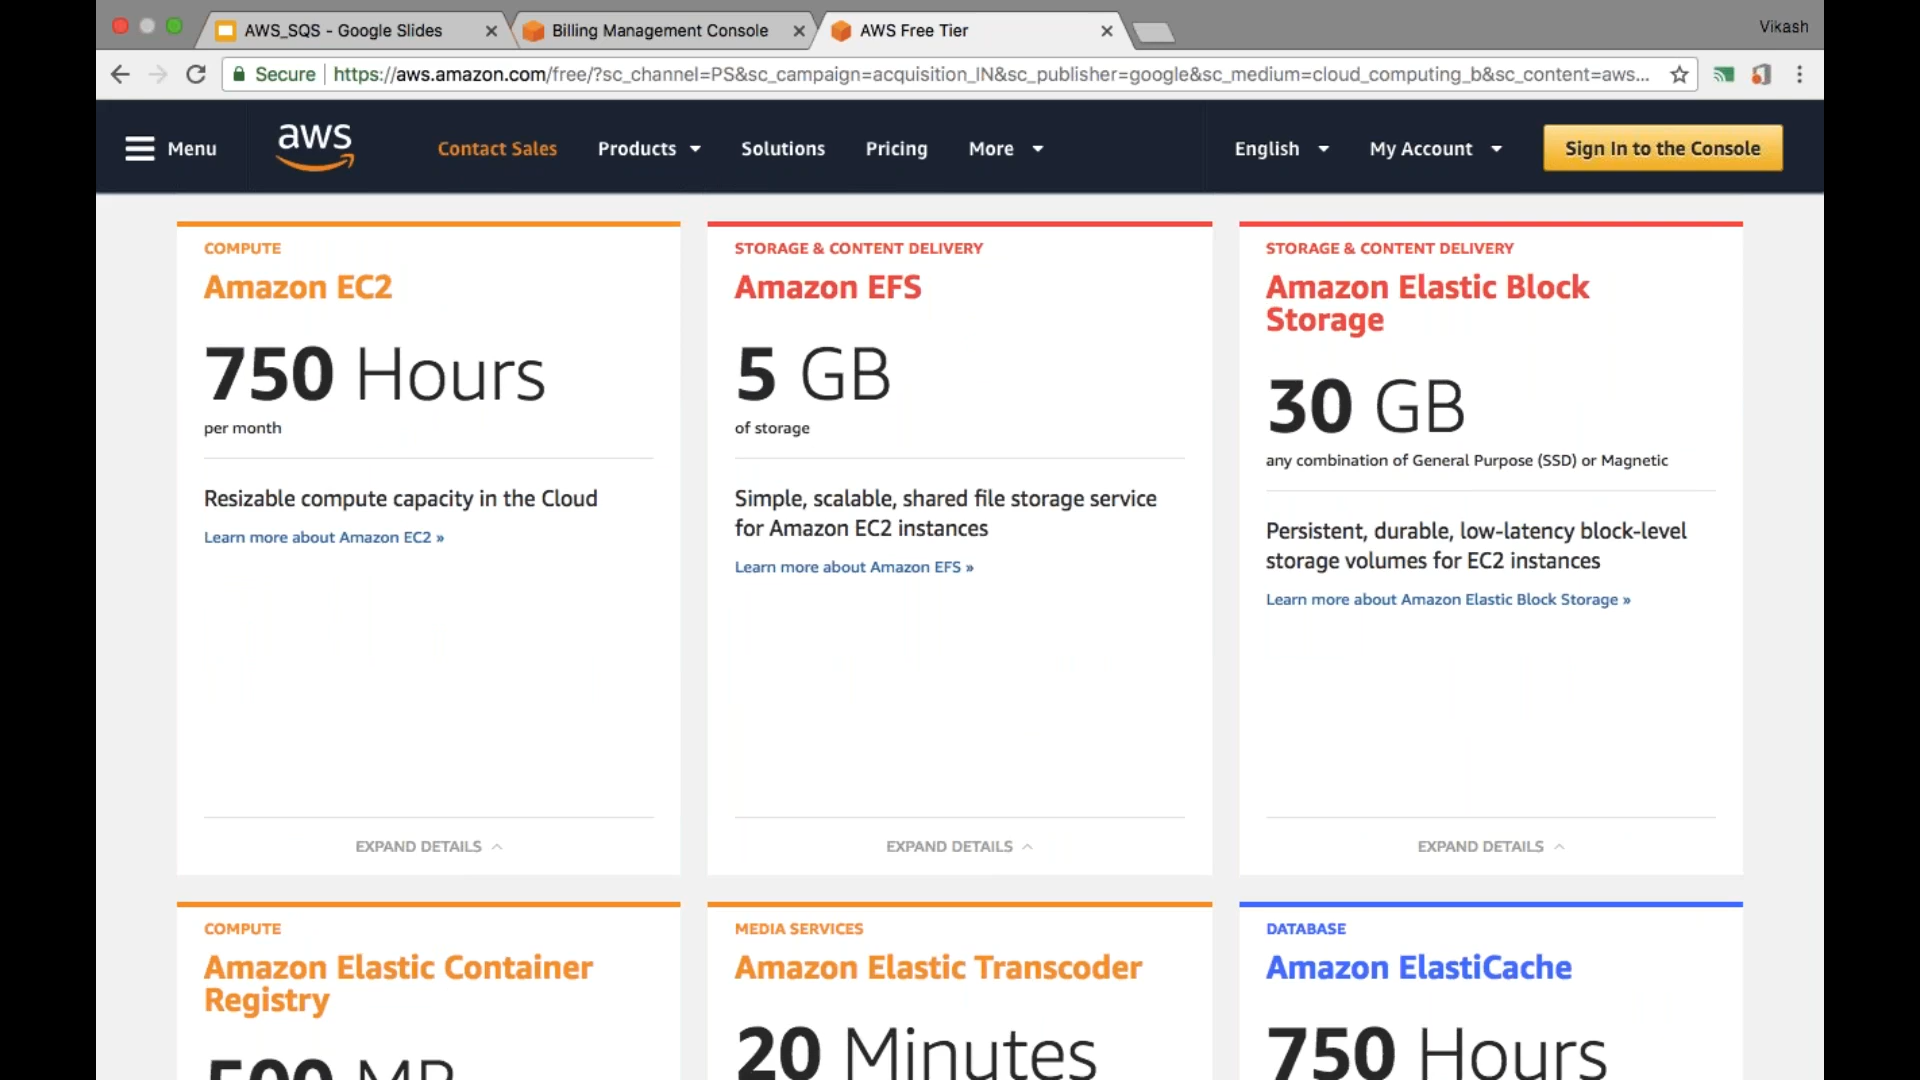 AWS_SQS - Google Slides
Billing Management Console
AWS Free Tier
Vikash
Secure
https://aws.amazon.com/free/?sc_channel=PS&sc_campaign=acquisition_IN&sc_publisher=google&sc_medium=cloud_computing_b&sc_content=aws...
Menu
aws
Contact Sales
Products
Solutions
Pricing
More
English
My Account
Sign In to the Console
COMPUTE
Amazon EC2
750 Hours
per month
Resizable compute capacity in the Cloud
Learn more about Amazon EC2 »
EXPAND DETAILS
STORAGE & CONTENT DELIVERY
Amazon EFS
5 GB
of storage
Simple, scalable, shared file storage service
for Amazon EC2 instances
Learn more about Amazon EFS »
EXPAND DETAILS
STORAGE & CONTENT DELIVERY
Amazon Elastic Block
Storage
30 GB
any combination of General Purpose (SSD) or Magnetic
Persistent, durable, low-latency block-level
storage volumes for EC2 instances
Learn more about Amazon Elastic Block Storage »
EXPAND DETAILS
COMPUTE
Amazon Elastic Container
Registry
500 MB
MEDIA SERVICES
Amazon Elastic Transcoder
20 Minutes
DATABASE
Amazon ElastiCache
750 Hours